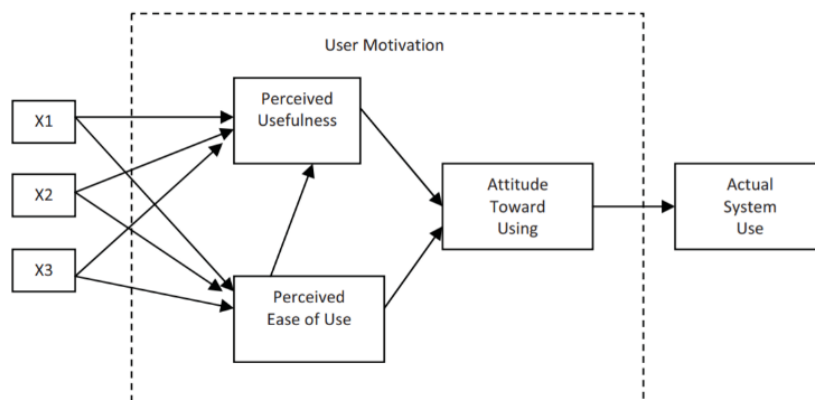 User Motivation
X1
X2
X3
Perceived
Usefulness
Perceived
Ease of Use
Attitude
Toward
Using
Actual
System
Use